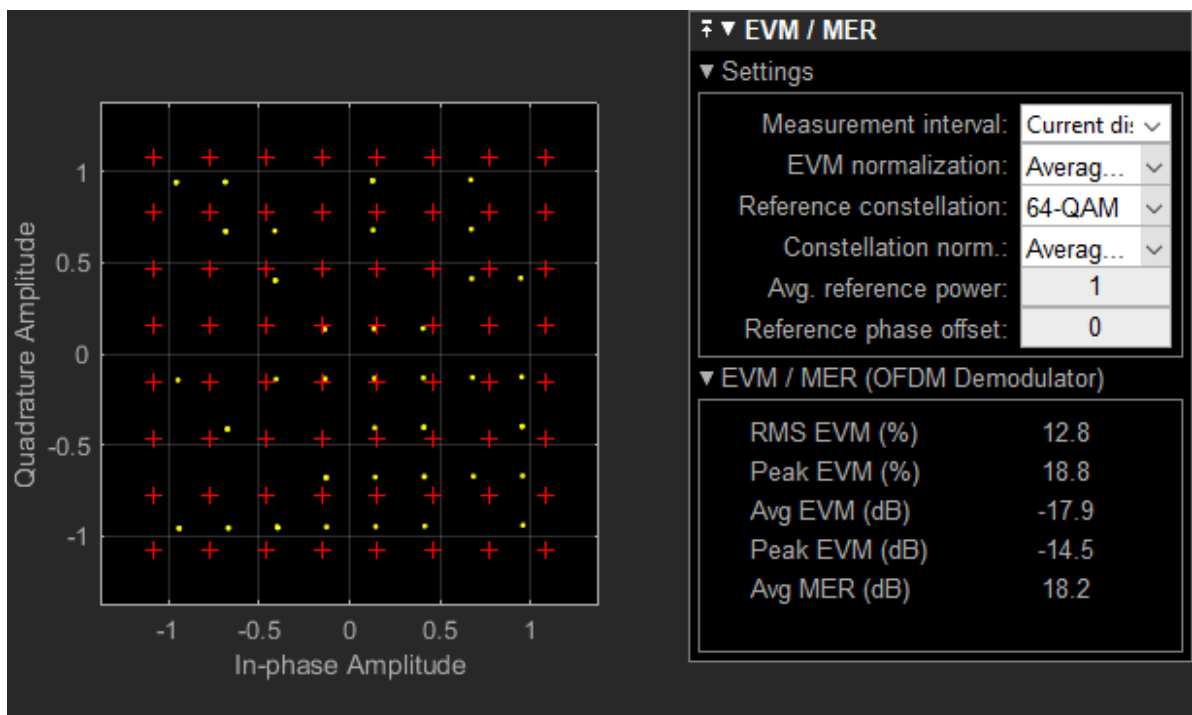 EVM / MER
Settings
Measurement interval: Current di:
EVM normalization: Averag...
Reference constellation: 64-QAM
Constellation norm.: Averag...
Avg. reference power: 1
Reference phase offset: 0
EVM / MER (OFDM Demodulator)
RMS EVM (%) 12.8
Peak EVM (%) 18.8
Avg EVM (dB) -17.9
Peak EVM (dB) -14.5
Avg MER (dB) 18.2
Quadrature Amplitude
1
0.5
0
-0.5
-1
-1 -0.5 0 0.5 1
In-phase Amplitude